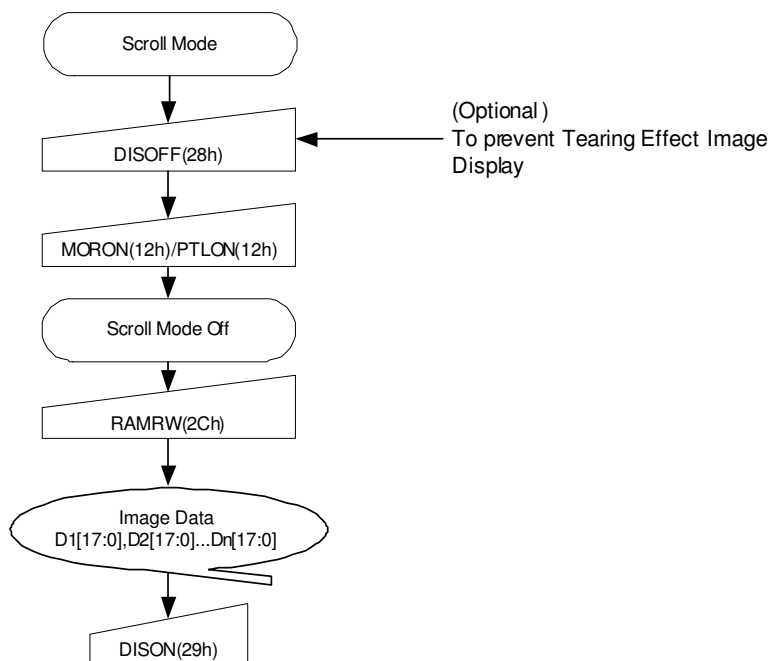 Scroll Mode
(Optional)
To prevent Tearing Effect Image
Display
DISOFF(28h)
MORON(12h)/PTLON(12h)
Scroll Mode Off
RAMRW(2Ch)
Image Data
D1[17:0],D2[17:0]...Dn[17:0]
DISON(29h)